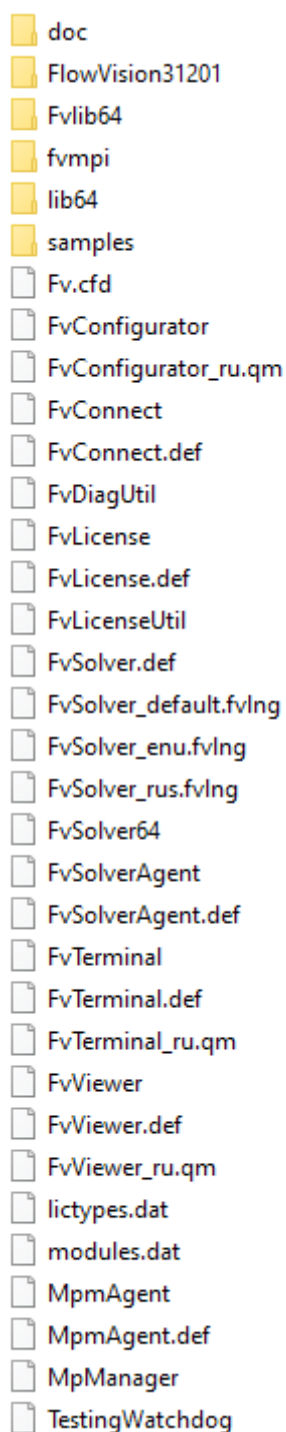 doc
FlowVision31201
Fvlib64
fvmpi
lib64
samples
Fv.cfd
FvConfigurator
FvConfigurator_ru.qm
FvConnect
FvConnect.def
FvDiagUtil
FvLicense
FvLicense.def
FvLicenseUtil
FvSolver.def
FvSolver_default.fvlng
FvSolver_enu.fvlng
FvSolver_rus.fvlng
FvSolver64
FvSolverAgent
FvSolverAgent.def
FvTerminal
FvTerminal.def
FvTerminal_ru.qm
FvViewer
FvViewer.def
FvViewer_ru.qm
lictypes.dat
modules.dat
MpmAgent
MpmAgent.def
MpManager
TestingWatchdog